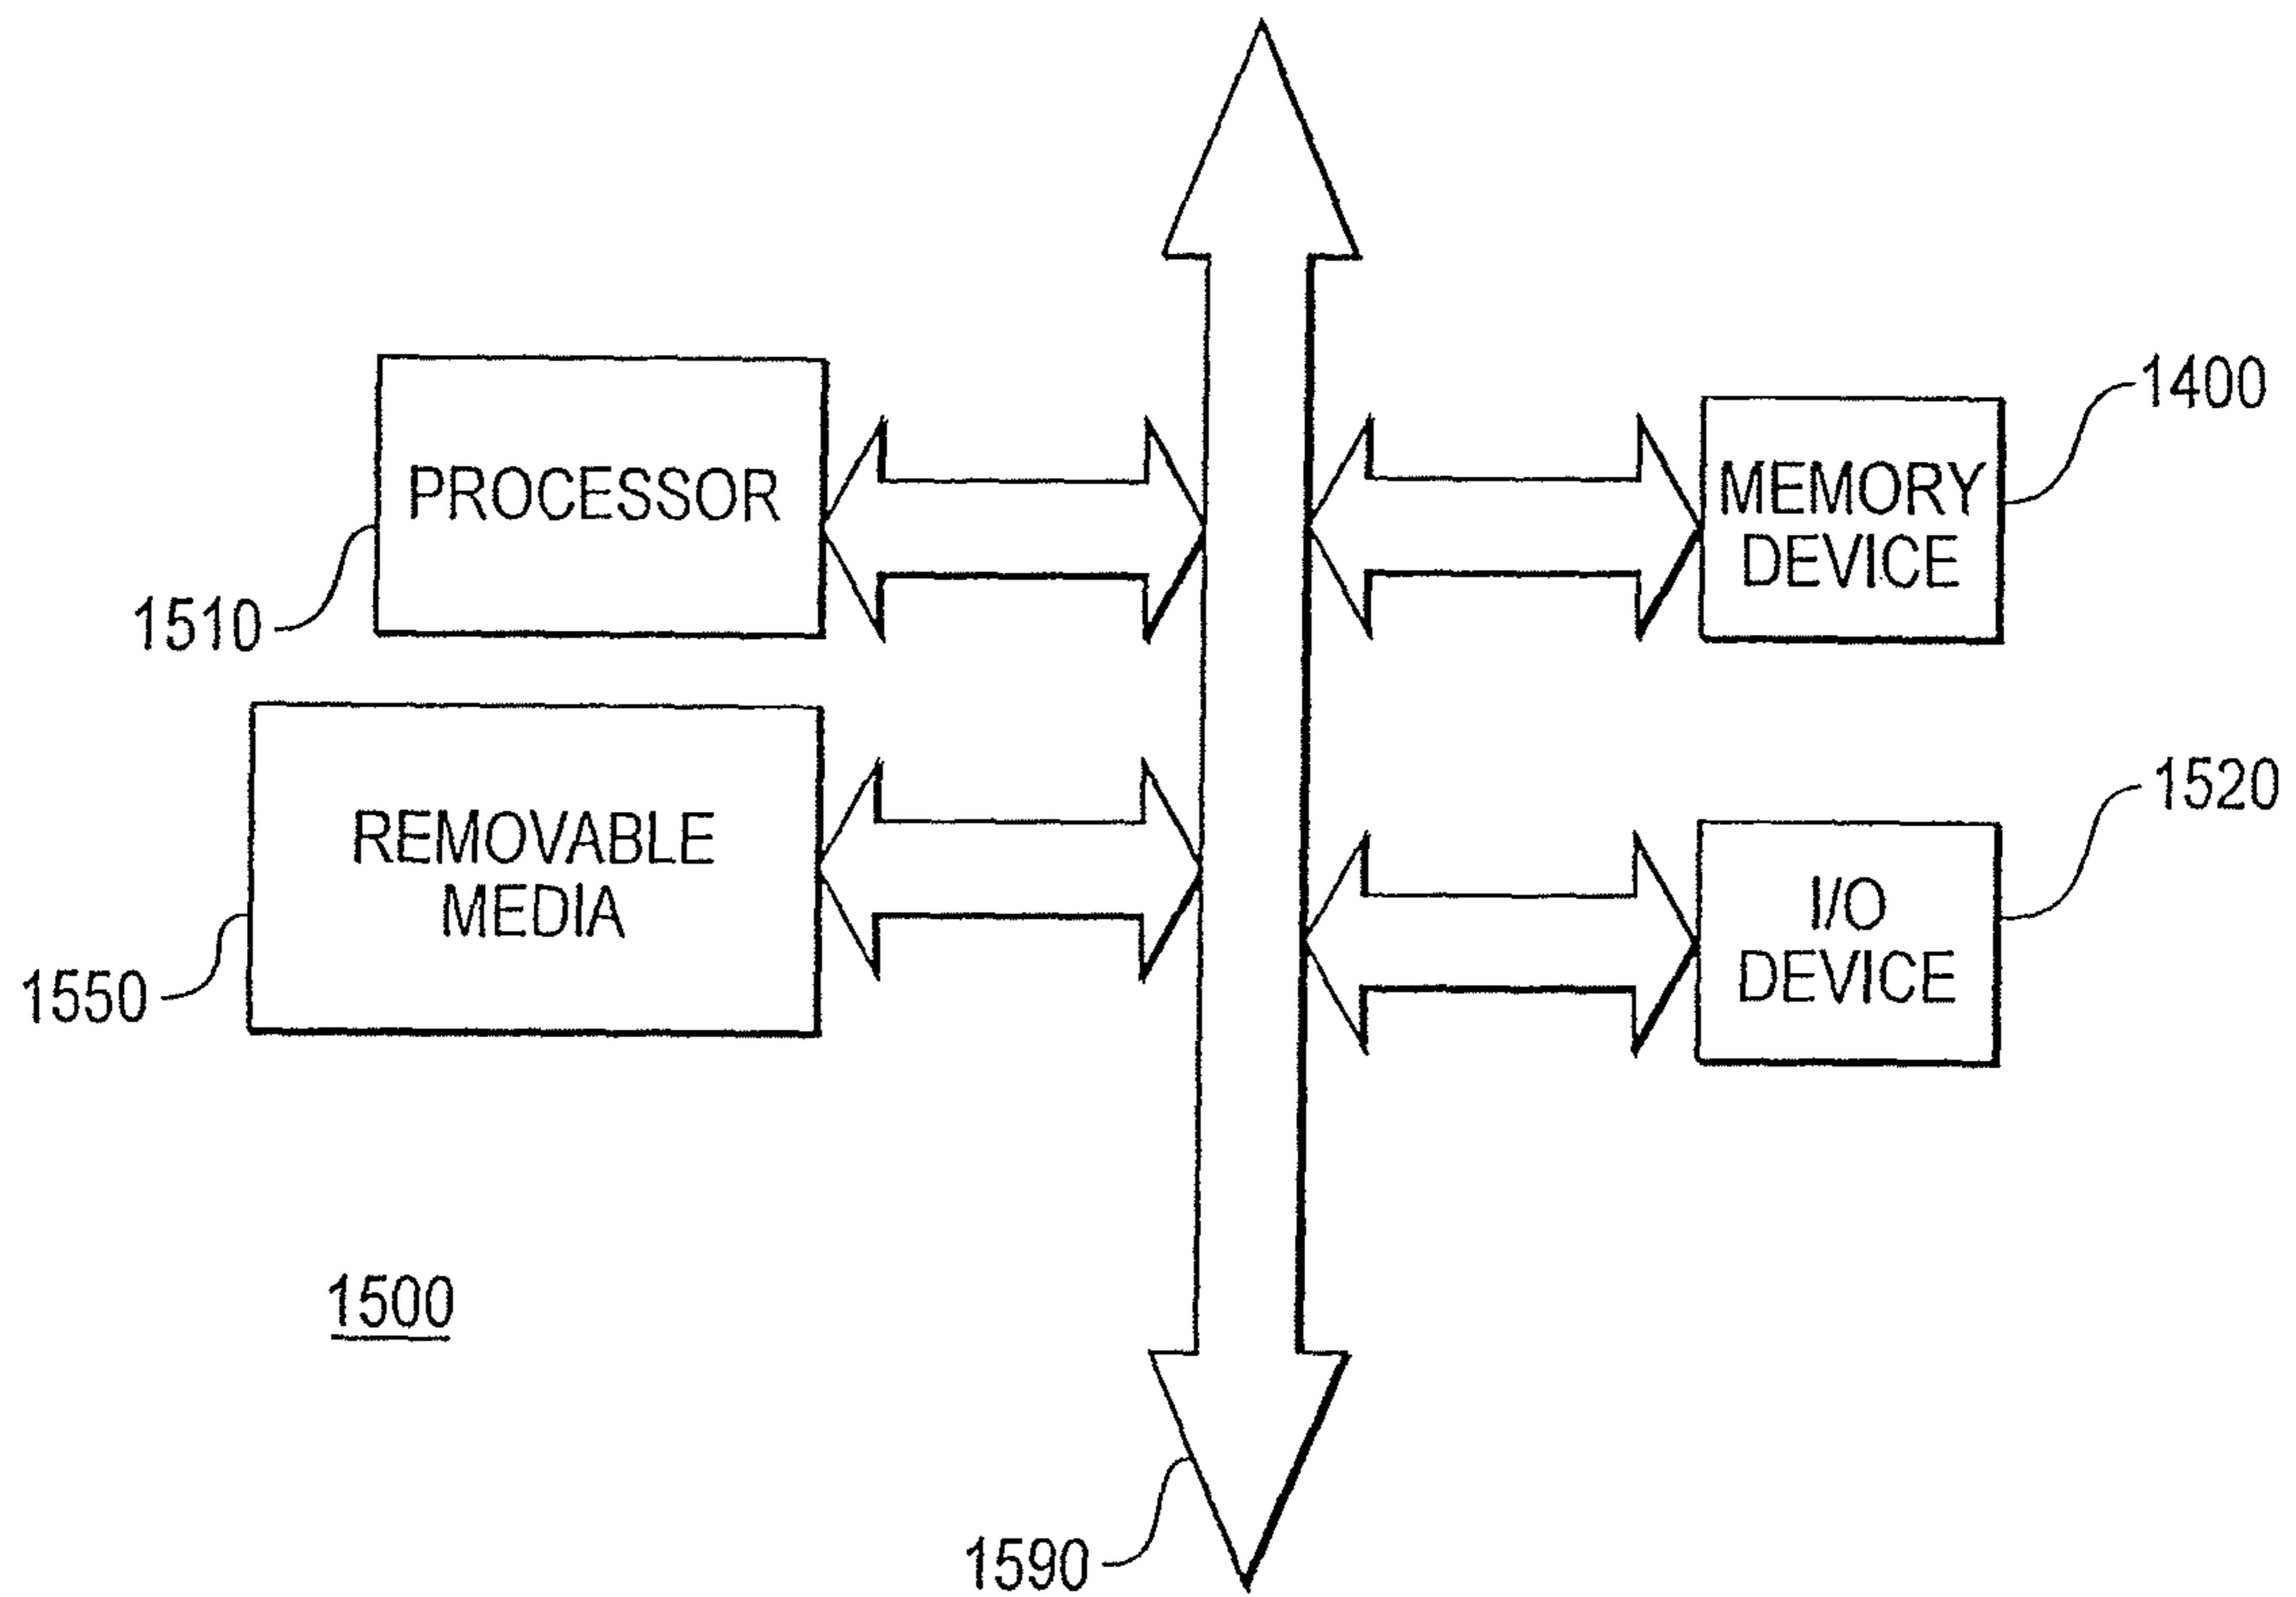 1400
PROCESSOR
MEMORY
DEVICE
1510
1520
REMOVABLE
MEDIA
I/O
DEVICE
1550
1500
1590